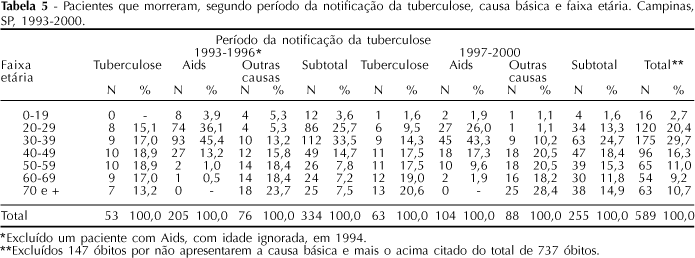 Tabela 5 - Pacientes que morreram, segundo período da notificação da tuberculose, causa básica e faixa etária. Campinas,
SP, 1993-2000.
Período da notificação da tuberculose
1993-1996* 1997-2000
Faixa Tuberculose Aids Outras Subtotal Tuberculose Aids Outras Subtotal Total**
etária causas causas
N % N % N % N % N % N % N % N % N %
0-19 0 - 8 3,9 4 5,3 12 3,6 1 1,6 2 1,9 1 1,1 4 1,6 16 2,7
20-29 8 15,1 74 36,1 4 5,3 86 25,7 6 9,5 27 26,0 1 1,1 34 13,3 120 20,4
30-39 9 17,0 93 45,4 10 13,2 112 33,5 9 14,3 45 43,3 9 10,2 63 24,7 175 29,7
40-49 10 18,9 27 13,2 12 15,8 49 14,7 11 17,5 18 17,3 18 20,5 47 18,4 96 16,3
50-59 10 18,9 2 1,0 14 18,4 26 7,8 11 17,5 10 9,6 18 20,5 39 15,3 65 11,0
60-69 9 17,0 1 0,5 14 18,4 24 7,2 12 19,0 2 1,9 16 18,2 30 11,8 54 9,2
70 e + 7 13,2 0 - 18 23,7 25 7,5 13 20,6 0 - 25 28,4 38 14,9 63 10,7
Total 53 100,0 205 100,0 76 100,0 334 100,0 63 100,0 104 100,0 88 100,0 255 100,0 589 100,0
*Excluído um paciente com Aids, com idade ignorada, em 1994.
**Excluídos 147 óbitos por não apresentarem a causa básica e mais o acima citado do total de 737 óbitos.